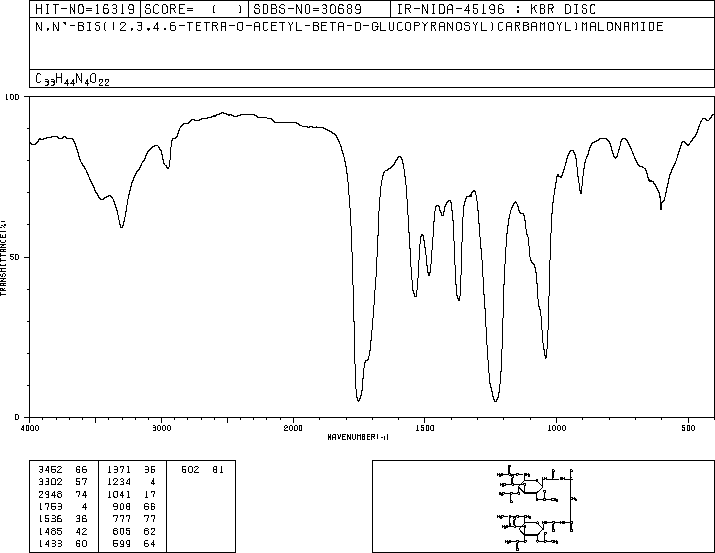 HIT-NO=16319 SCORE= ( ) SDBS-NO=30689 IR-NIDA-45196 : KBR DISC
N,N'-BIS((2,3,4,6-TETRA-O-ACETYL-BETA-D-GLUCOPYRANOSYL)CARBAMOYL)MALONAMIDE
C33H44N4O22
100
50
0
TRANSMITTANCE(%)
4000 3000 2000 1500 1000 500
WAVENUMBER(-1)
3462 66 1371 36 502 81
3302 57 1234 4
2948 74 1041 17
1753 4 908 66
1536 36 777 77
1485 42 605 62
1433 60 599 64